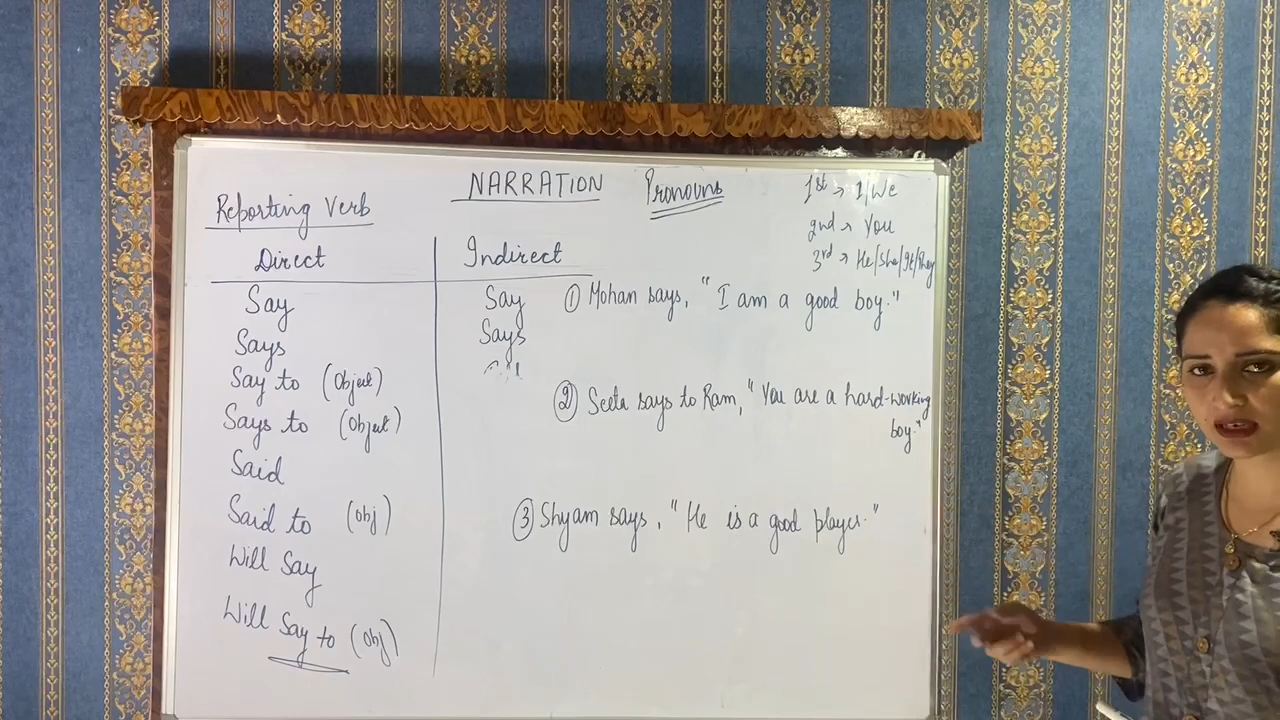 NARRATION
Pronouns
1st → I/We
2nd → You
3rd → He/She/It/They
Reporting Verb
Direct
Indirect
Say
Says
Say to (Object)
Says to (Object)
Said
Said to (obj)
Will Say
Will Say to (obj)
Say
Says
① Mohan says, "I am a good boy."
② Seeta says to Ram, "You are a hard-working
boy."
③ Shyam says, "He is a good player."